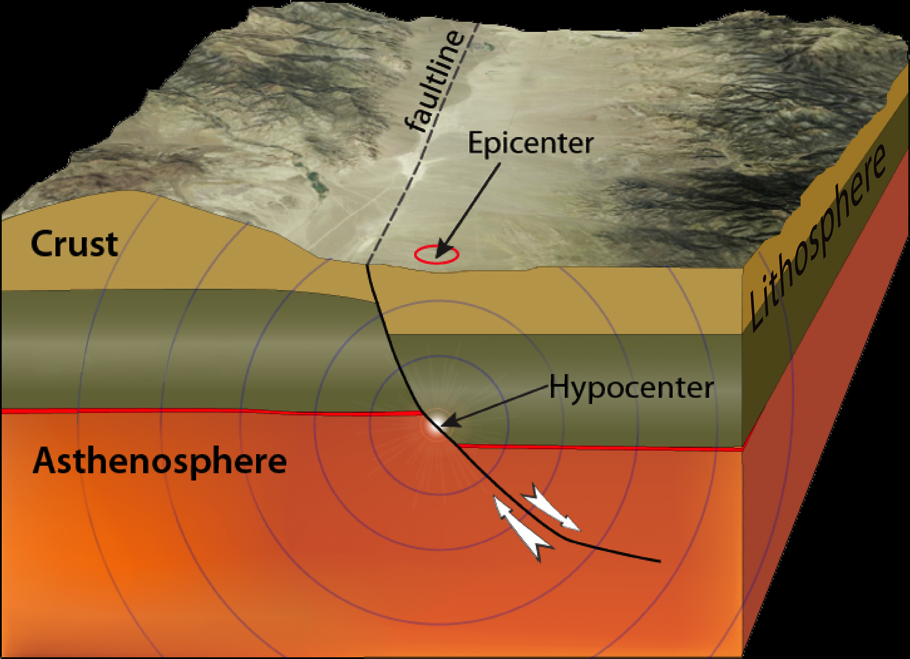 faultline
Epicenter
Crust
Lithosphere
Hypocenter
Asthenosphere